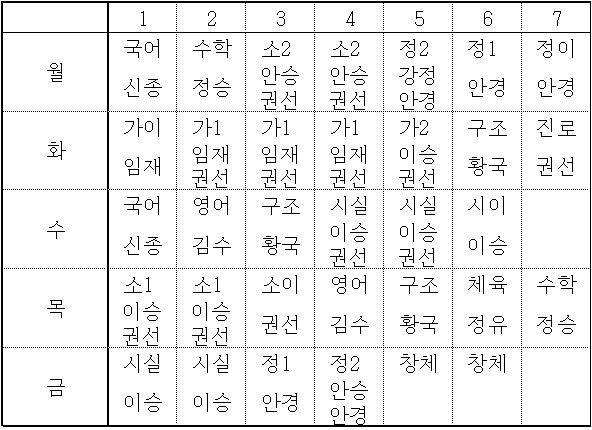 1 2 3 4 5 6 7
월
국어 수학 소2 소2 정2 정1 정이
신종 정승 안승 권선 안승 권선 강정 안경 안경 안경
화
가이 가1 가1 가1 가2 구조 진로
임재 임재 권선 임재 권선 임재 권선 이승 권선 황국 권선
수
국어 영어 구조 시실 시실 시이
신종 김수 황국 이승 권선 이승 권선 이승
목
소1 소1 소이 영어 구조 체육 수학
이승 권선 이승 권선 권선 김수 황국 정유 정승
금
시실 시실 정1 정2 창체 창체
이승 이승 안경 안승 안경